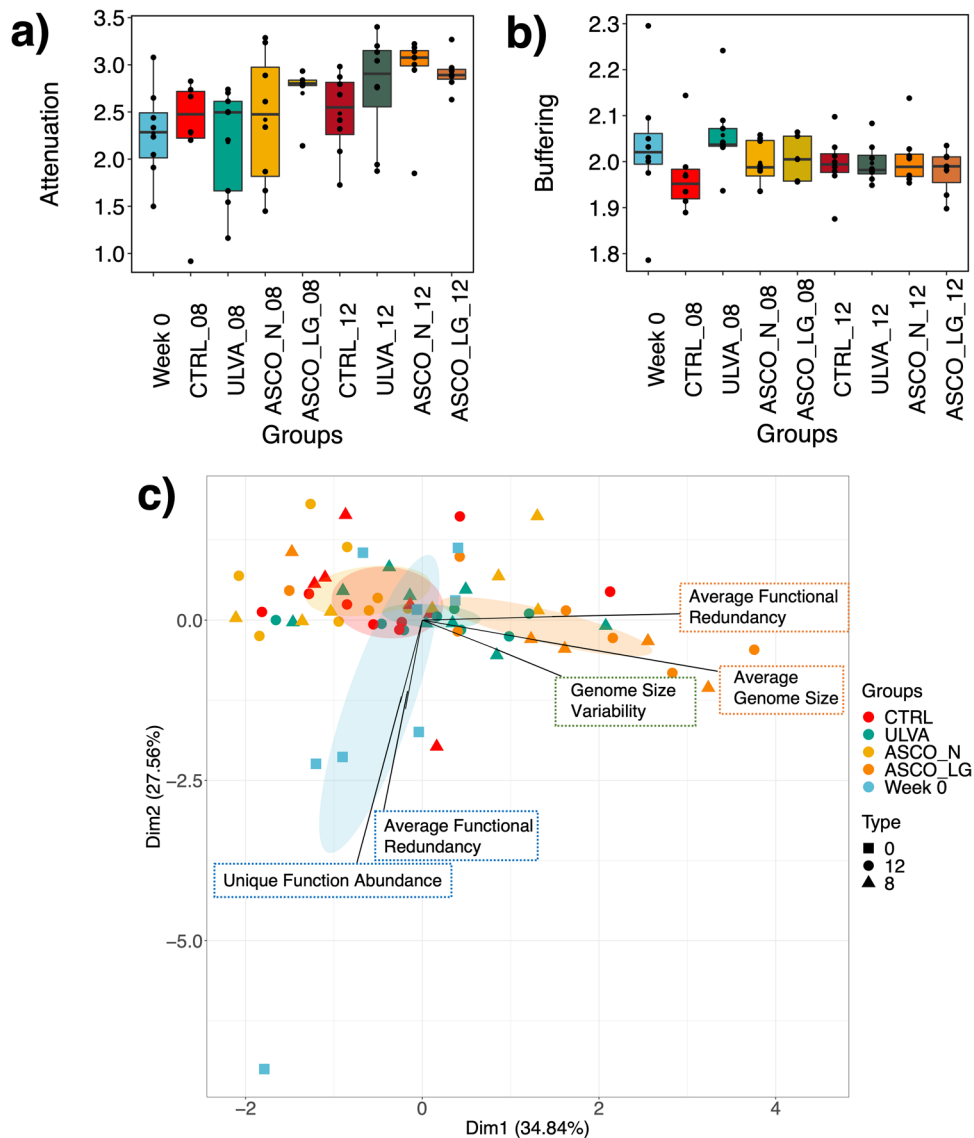 a)
3.5
3.0
2.5
2.0
1.5
1.0
Attenuation
Week 0
CTRL_08
ULVA_08
ASCO_N_08
ASCO_LG_08
CTRL_12
ULVA_12
ASCO_N_12
ASCO_LG_12
Groups
b)
2.3
2.2
2.1
2.0
1.9
1.8
Buffering
Week 0
CTRL_08
ULVA_08
ASCO_N_08
ASCO_LG_08
CTRL_12
ULVA_12
ASCO_N_12
ASCO_LG_12
Groups
c)
0.0
−2.5
−5.0
Dim2 (27.56%)
Average Functional
Redundancy
Average
Genome Size
Genome Size
Variability
Average Functional
Redundancy
Unique Function Abundance
−2
0
2
4
Dim1 (34.84%)
Groups
CTRL
ULVA
ASCO_N
ASCO_LG
Week 0
Type
0
12
8